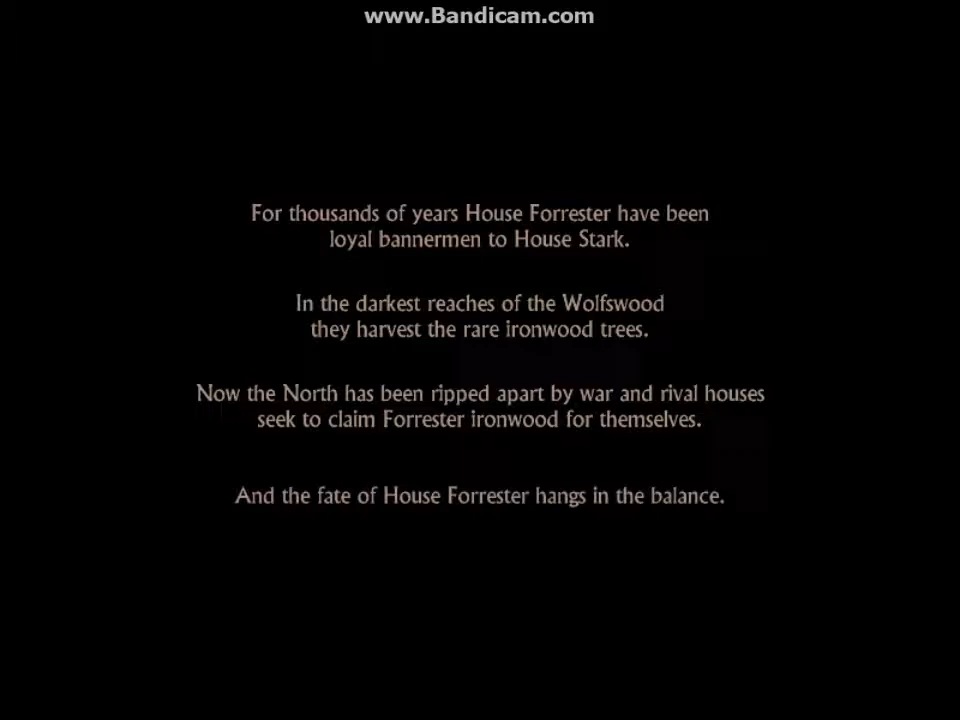 www.Bandicam.com
For thousands of years House Forrester have been
loyal bannermen to House Stark.
In the darkest reaches of the Wolfswood
they harvest the rare ironwood trees.
Now the North has been ripped apart by war and rival houses
seek to claim Forrester ironwood for themselves.
And the fate of House Forrester hangs in the balance.